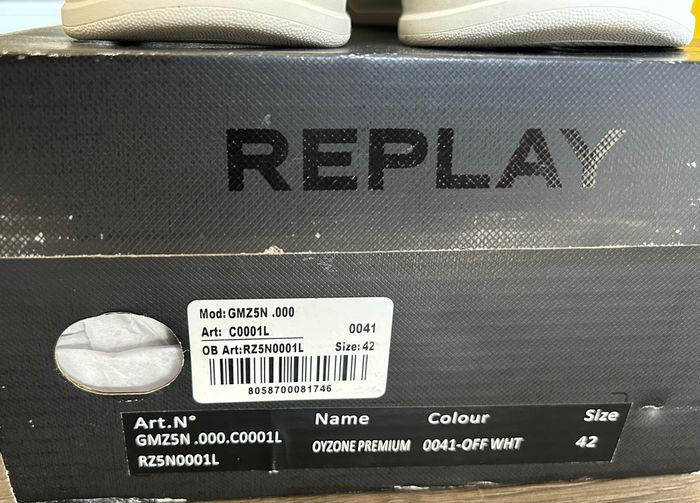 REPLAY
Mod: GMZ5N .000
Art: C0001L 0041
OB Art:RZ5N0001L Size: 42
8058700081746
Art.N° Name Colour Size
GMZ5N .000.C0001L OYZONE PREMIUM 0041-OFF WHT 42
RZ5N0001L